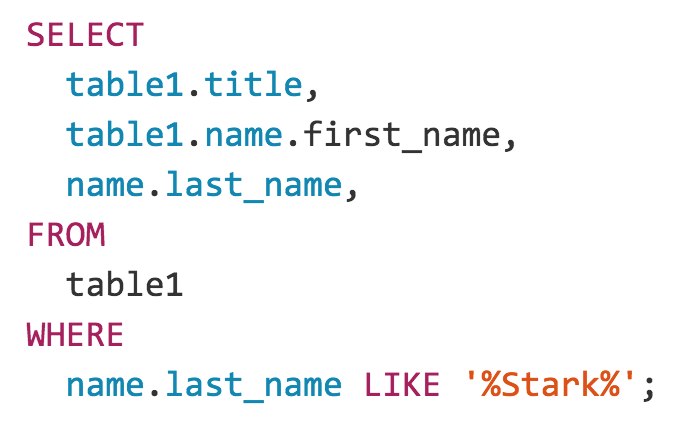 SELECT
table1.title,
table1.name.first_name,
name.last_name,
FROM
table1
WHERE
name.last_name LIKE '%Stark%';